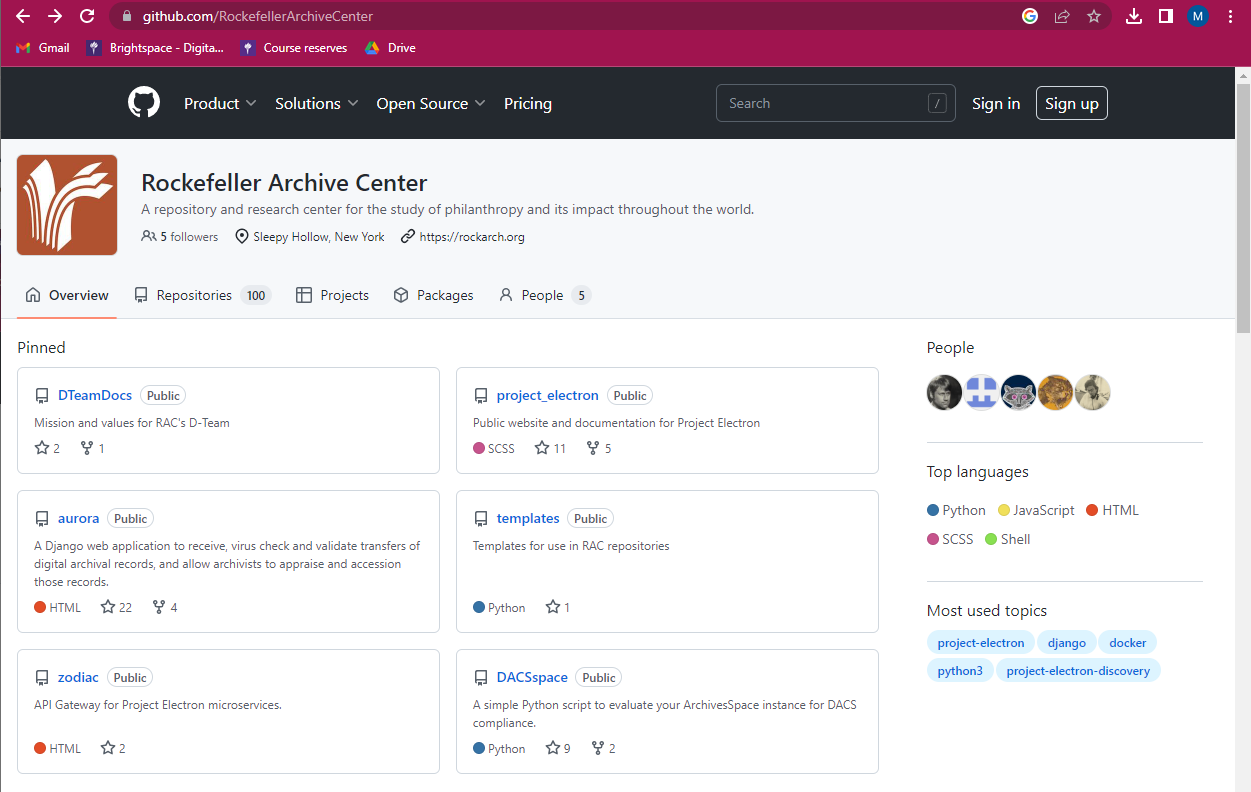 github.com/RockefellerArchiveCenter
M
Gmail Brightspace - Digita... Course reserves Drive
Product Solutions Open Source Pricing Search / Sign in Sign up
Rockefeller Archive Center
A repository and research center for the study of philanthropy and its impact throughout the world.
5 followers Sleepy Hollow, New York https://rockarch.org
Overview Repositories 100 Projects Packages People 5
Pinned
DTeamDocs Public
Mission and values for RAC's D-Team
2 1
project_electron Public
Public website and documentation for Project Electron
SCSS 11 5
aurora Public
A Django web application to receive, virus check and validate transfers of
digital archival records, and allow archivists to appraise and accession
those records.
HTML 22 4
templates Public
Templates for use in RAC repositories
Python 1
zodiac Public
API Gateway for Project Electron microservices.
HTML 2
DACSspace Public
A simple Python script to evaluate your ArchivesSpace instance for DACS
compliance.
Python 9 2
People
Top languages
Python JavaScript HTML
SCSS Shell
Most used topics
project-electron django docker
python3 project-electron-discovery